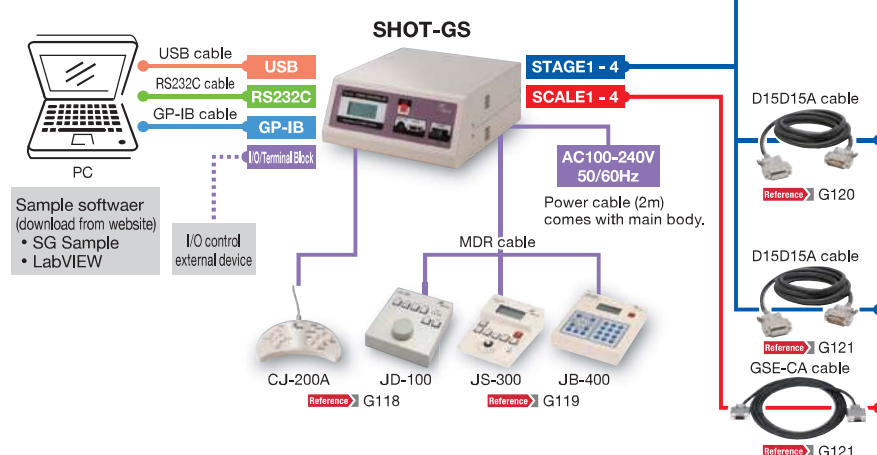 SHOT-GS
USB cable
USB
RS232C cable
RS232C
GP-IB cable
GP-IB
I/O/Terminal Block
PC
Sample softwaer
(download from website)
• SG Sample
• LabVIEW
I/O control
external device
STAGE1 - 4
SCALE1 - 4
AC100-240V
50/60Hz
Power cable (2m)
comes with main body.
MDR cable
CJ-200A
JD-100
JS-300
JB-400
Reference G118
Reference G119
D15D15A cable
Reference G120
D15D15A cable
Reference G121
GSE-CA cable
Reference G121